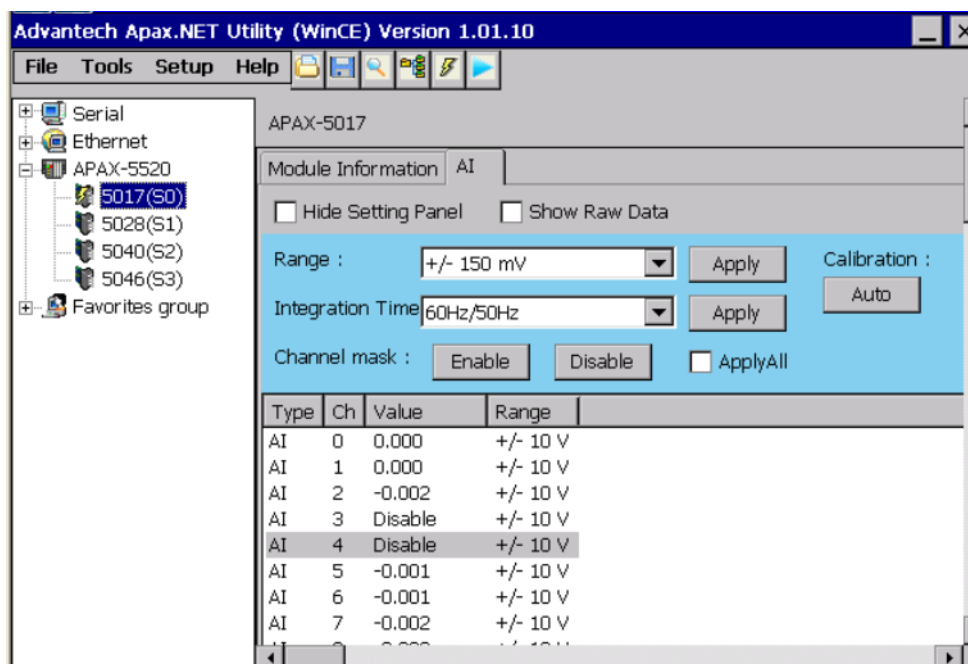 Advantech Apax.NET Utility (WinCE) Version 1.01.10
File Tools Setup Help
Serial
Ethernet
APAX-5520
5017(S0)
5028(S1)
5040(S2)
5046(S3)
Favorites group
APAX-5017
Module Information AI
Hide Setting Panel Show Raw Data
Range : +/- 150 mV Apply Calibration :
Integration Time 60Hz/50Hz Apply Auto
Channel mask : Enable Disable ApplyAll
Type Ch Value Range
AI 0 0.000 +/- 10 V
AI 1 0.000 +/- 10 V
AI 2 -0.002 +/- 10 V
AI 3 Disable +/- 10 V
AI 4 Disable +/- 10 V
AI 5 -0.001 +/- 10 V
AI 6 -0.001 +/- 10 V
AI 7 -0.002 +/- 10 V